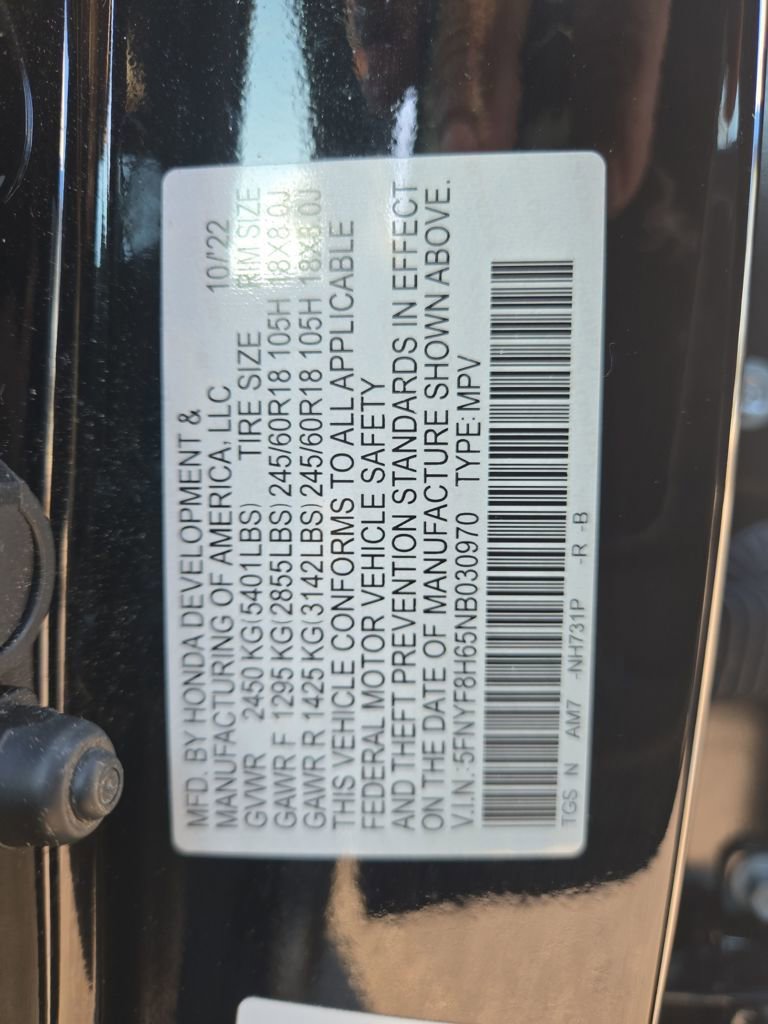 MFD. BY HONDA DEVELOPMENT &
MANUFACTURING OF AMERICA, LLC 10/'22
GVWR 2450 KG(5401LBS) TIRE SIZE RIM SIZE
GAWR F 1295 KG(2855LBS) 245/60R18 105H 18X8.0J
GAWR R 1425 KG(3142LBS) 245/60R18 105H 18X8.0J
THIS VEHICLE CONFORMS TO ALL APPLICABLE
FEDERAL MOTOR VEHICLE SAFETY
AND THEFT PREVENTION STANDARDS IN EFFECT
ON THE DATE OF MANUFACTURE SHOWN ABOVE.
V.I.N.:5FNYF8H65NB030970 TYPE:MPV
TGS N AM7 -NH731P -R -B